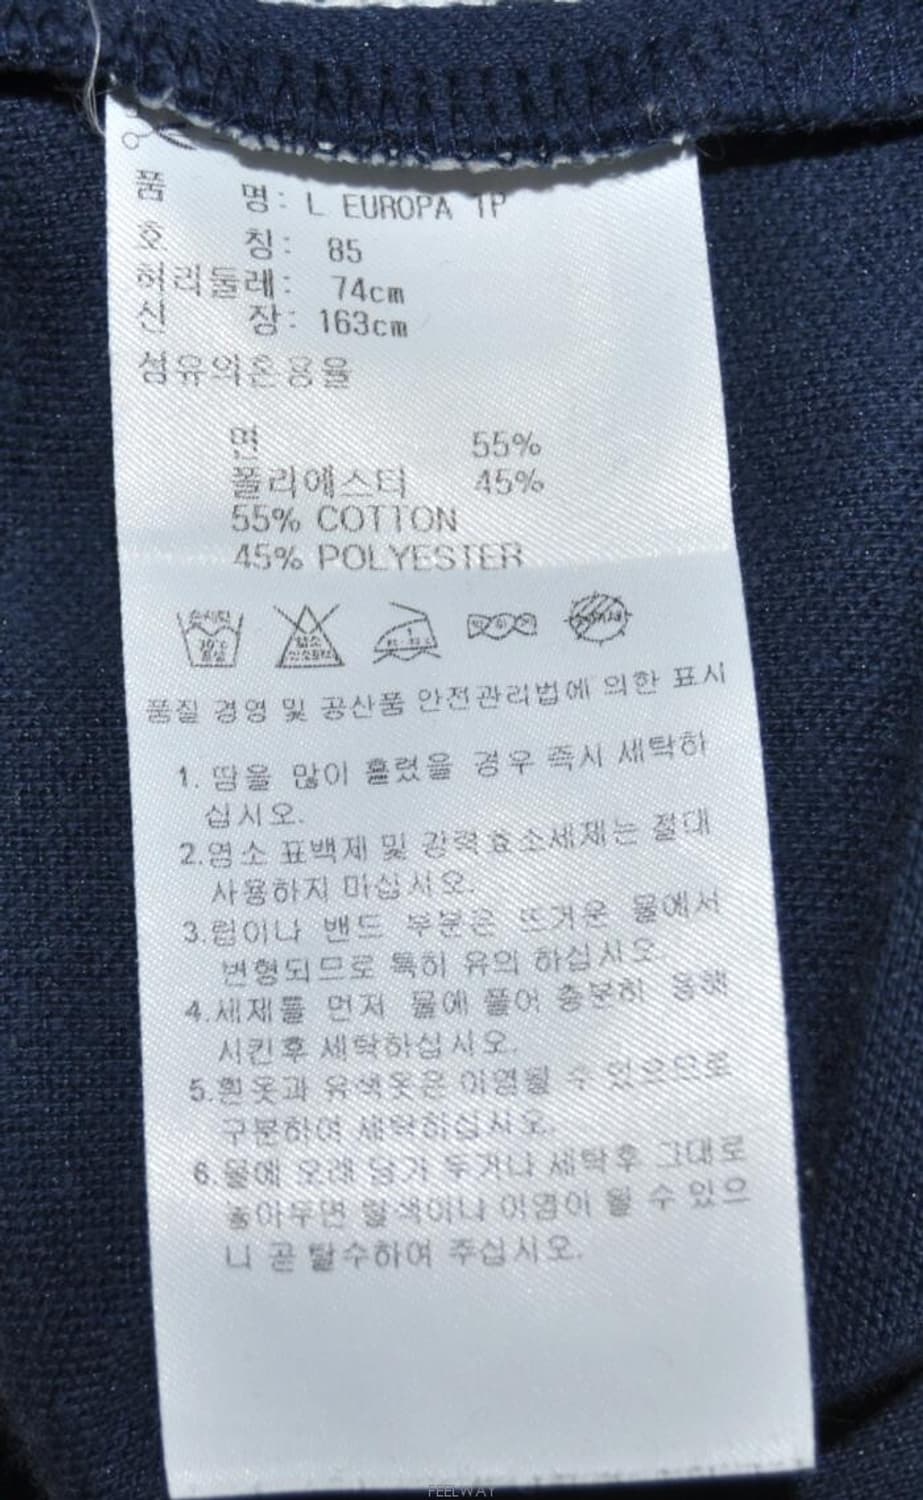 품 명: L EUROPA TP
호 칭: 85
허리둘레: 74cm
신 장: 163cm
섬유의혼용율
면 55%
폴리에스터 45%
55% COTTON
45% POLYESTER
품질 경영 및 공산품 안전관리법에 의한 표시
1. 땀을 많이 흘렸을 경우 즉시 세탁하
십시오.
2.염소 표백제 및 강력효소세제는 절대
사용하지 마십시오.
3.립이나 밴드 부분은 뜨거운 물에서
변형되므로 특히 유의 하십시오.
4.세제를 먼저 물에 풀어 충분히 용해
시킨후 세탁하십시오.
5.흰옷과 유색옷은 이염될 수 있으므로
구분하여 세탁하십시오.
6.물에 오래 담가 두거나 세탁후 그대로
놓아두면 탈색이나 이염이 될 수 있으
니 곧 탈수하여 주십시오.
FEELWAY